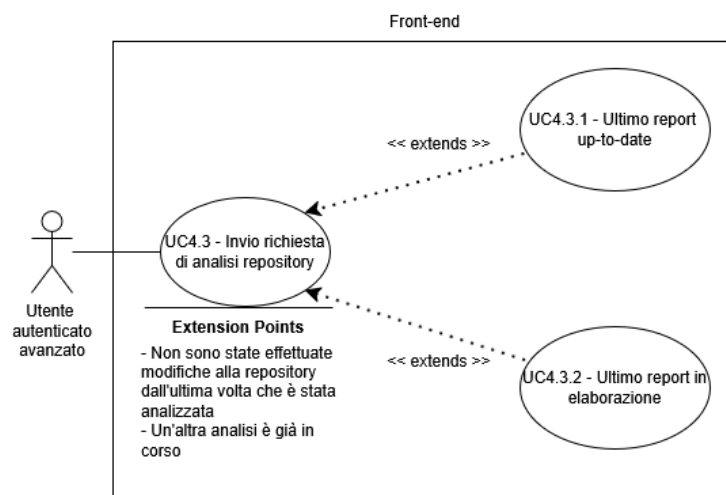 Front-end
UC4.3.1 - Ultimo report
up-to-date
<< extends >>
UC4.3 - Invio richiesta
di analisi repository
Utente
autenticato
avanzato
Extension Points
- Non sono state effettuate
modifiche alla repository
dall'ultima volta che è stata
analizzata
- Un'altra analisi è già in
corso
<< extends >>
UC4.3.2 - Ultimo report in
elaborazione